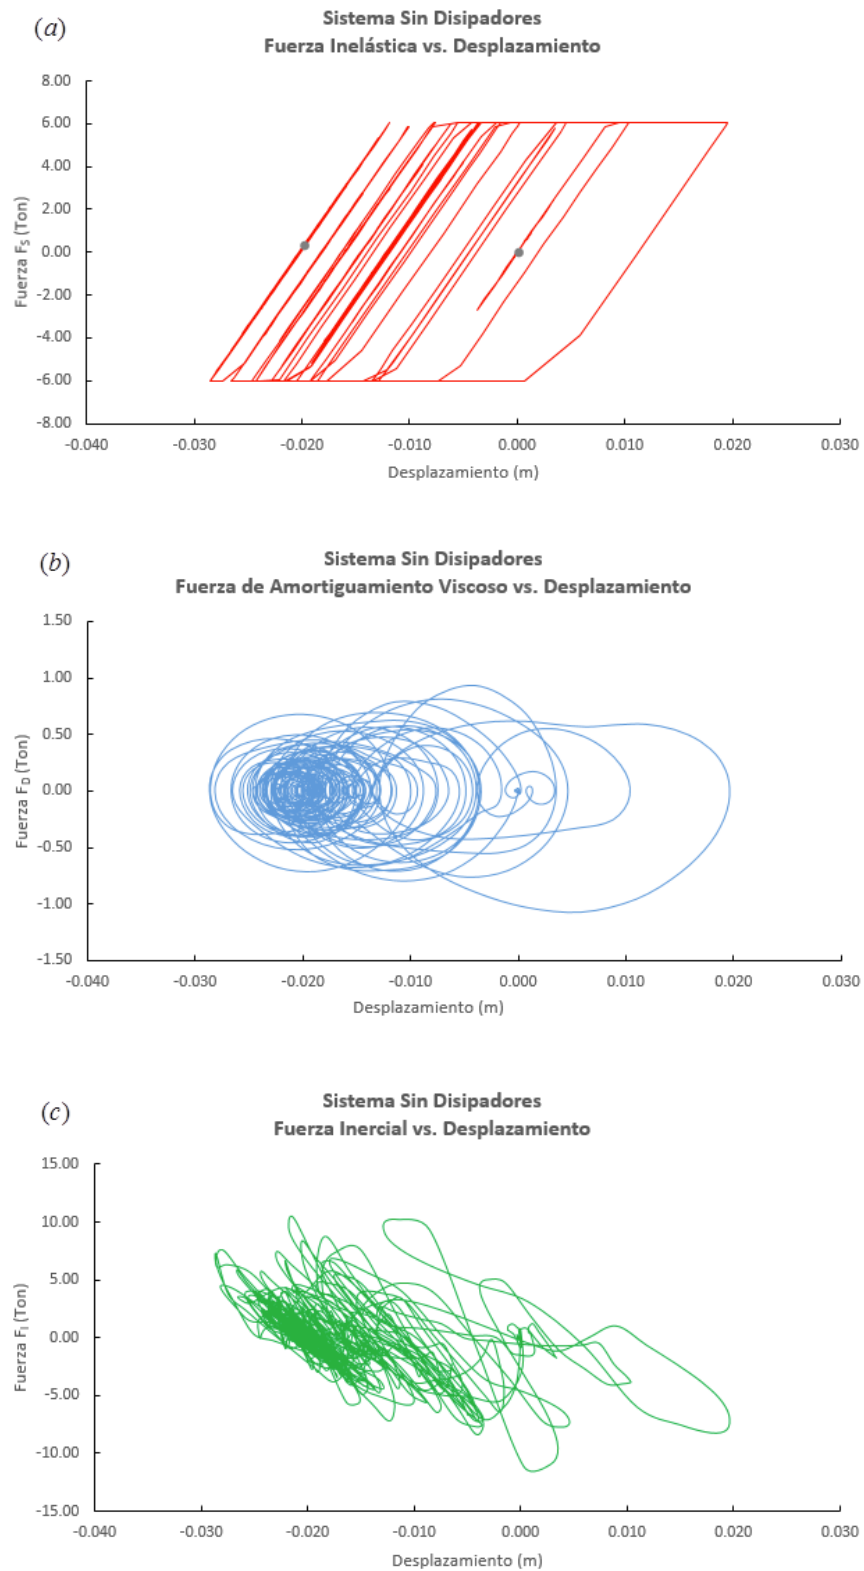 (a)
Sistema Sin Disipadores
Fuerza Inelástica vs. Desplazamiento
8.00
6.00
4.00
2.00
0.00
-2.00
-4.00
-6.00
-8.00
Fuerza FS (Ton)
-0.040 -0.030 -0.020 -0.010 0.000 0.010 0.020 0.030
Desplazamiento (m)
(b)
Sistema Sin Disipadores
Fuerza de Amortiguamiento Viscoso vs. Desplazamiento
1.50
1.00
0.50
0.00
-0.50
-1.00
-1.50
Fuerza FD (Ton)
-0.040 -0.030 -0.020 -0.010 0.000 0.010 0.020 0.030
Desplazamiento (m)
(c)
Sistema Sin Disipadores
Fuerza Inercial vs. Desplazamiento
15.00
10.00
5.00
0.00
-5.00
-10.00
-15.00
Fuerza FI (Ton)
-0.040 -0.030 -0.020 -0.010 0.000 0.010 0.020 0.030
Desplazamiento (m)